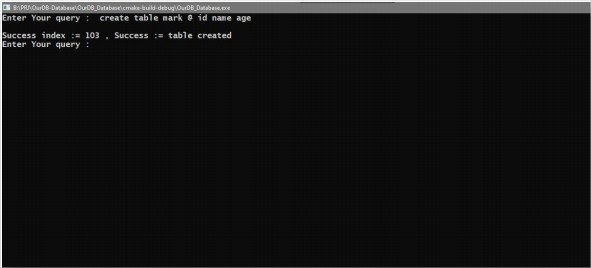 B:\PRJ\OurDB-Database\OurDB_Database\cmake-build-debug\OurDB_Database.exe
Enter Your query :  create table mark @ id name age
Success index := 103 , Success := table created
Enter Your query :